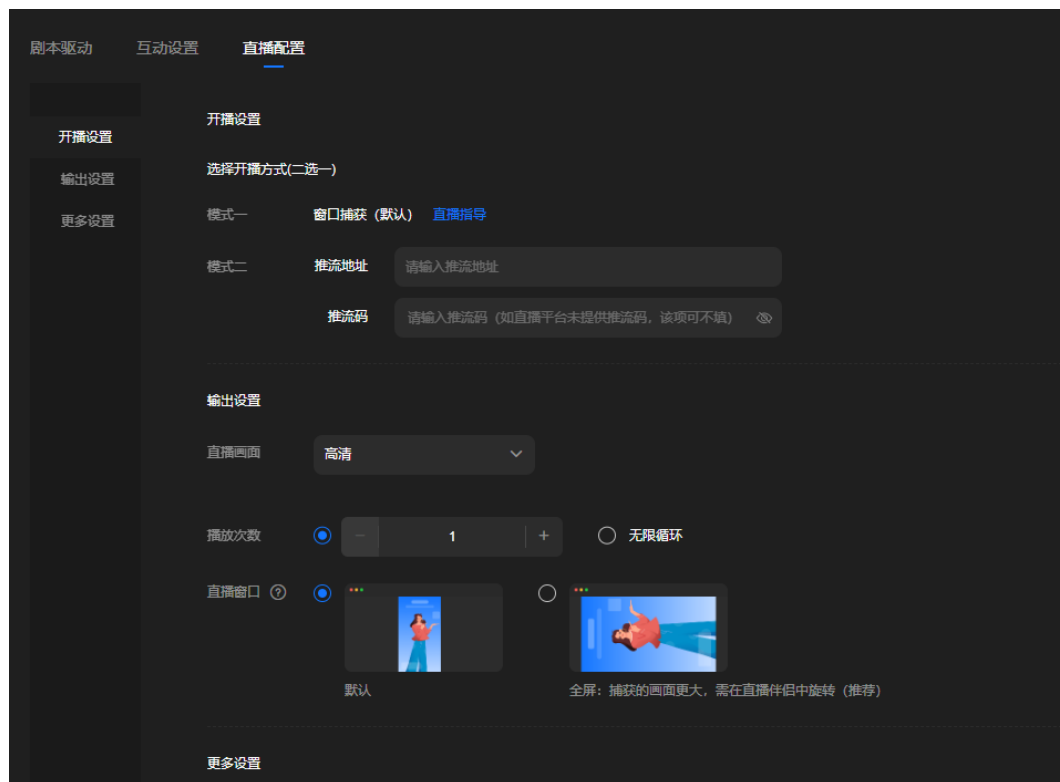 剧本驱动 互动设置 直播配置
开播设置
输出设置
更多设置
开播设置
选择开播方式(二选一)
模式一 窗口捕获（默认） 直播指导
模式二 推流地址 请输入推流地址
推流码 请输入推流码（如直播平台未提供推流码，该项可不填）
输出设置
直播画面 高清
播放次数 1 无限循环
直播窗口
默认 全屏：捕获的画面更大，需在直播伴侣中旋转（推荐）
更多设置